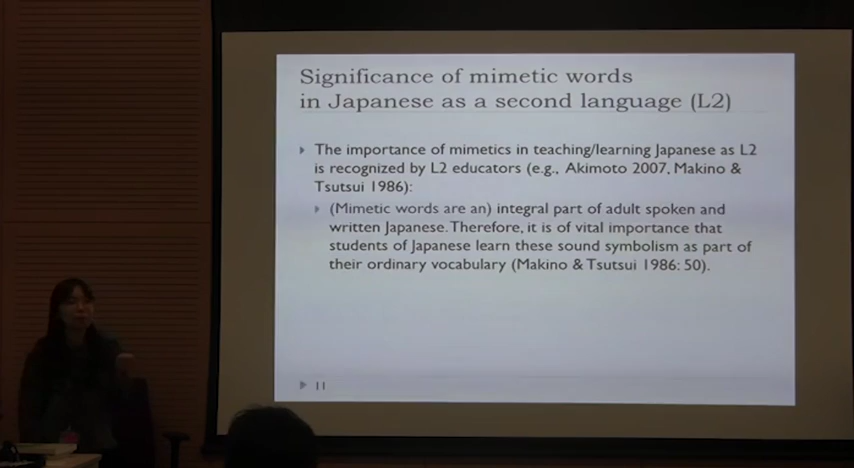 Significance of mimetic words
in Japanese as a second language (L2)
The importance of mimetics in teaching/learning Japanese as L2
is recognized by L2 educators (e.g., Akimoto 2007, Makino &
Tsutsui 1986):
(Mimetic words are an) integral part of adult spoken and
written Japanese. Therefore, it is of vital importance that
students of Japanese learn these sound symbolism as part of
their ordinary vocabulary (Makino & Tsutsui 1986: 50).
11